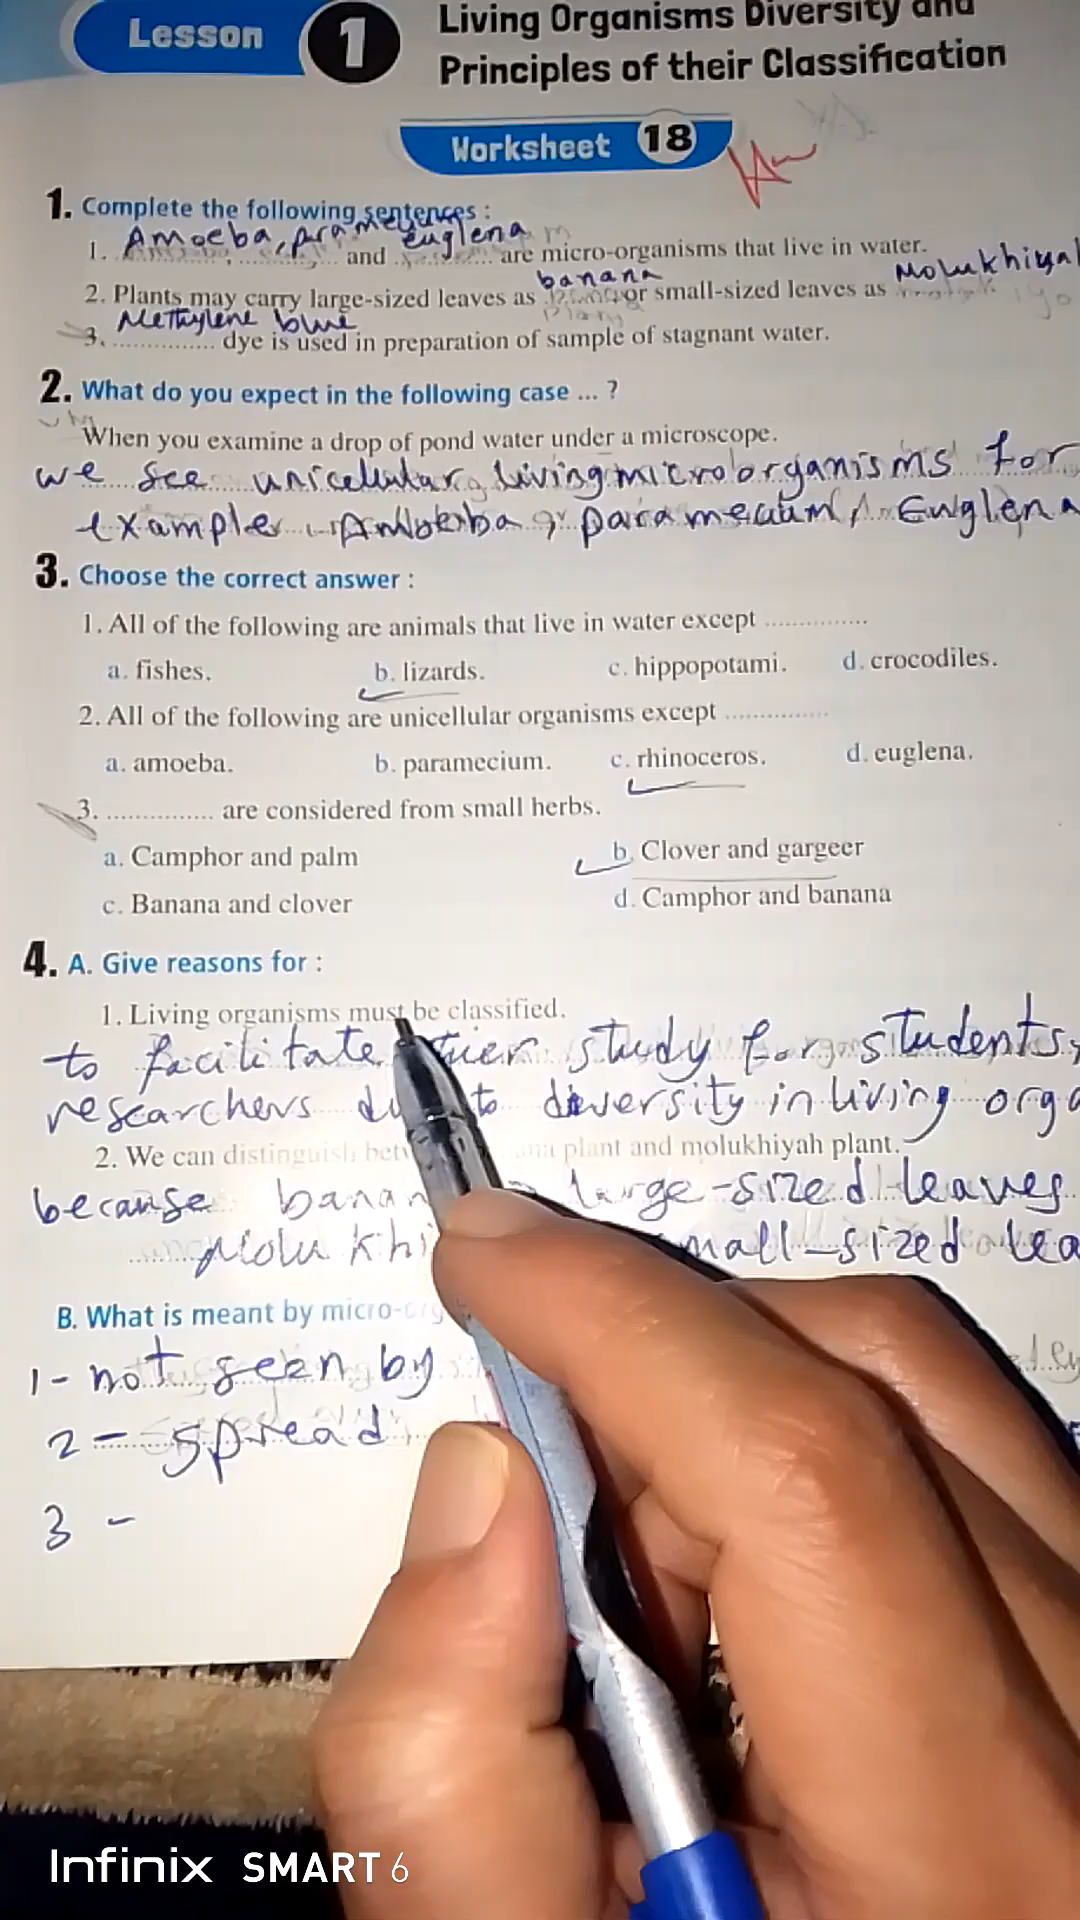 Lesson 1
Living Organisms Diversity and
Principles of their Classification
Worksheet 18
1. Complete the following sentences :
Amoeba, euglena
1. .............. , .............. and .............. are micro-organisms that live in water.
banana Molukhiyah
2. Plants may carry large-sized leaves as .......... or small-sized leaves as ..........
Methylene blue
3. .............. dye is used in preparation of sample of stagnant water.
2. What do you expect in the following case ... ?
When you examine a drop of pond water under a microscope.
we see unicellular living microorganisms for
example Amoeba, paramecium, Euglena
3. Choose the correct answer :
1. All of the following are animals that live in water except ..............
a. fishes. b. lizards. c. hippopotami. d. crocodiles.
2. All of the following are unicellular organisms except ..............
a. amoeba. b. paramecium. c. rhinoceros. d. euglena.
3. .............. are considered from small herbs.
a. Camphor and palm b. Clover and gargeer
c. Banana and clover d. Camphor and banana
4. A. Give reasons for :
1. Living organisms must be classified.
to facilitate study for students,
researchers to diversity in living
2. We can distinguish plant and molukhiyah plant.
because large-sized leaves
small-sized
B. What is meant by
1- not seen by
2- spread
3-
Infinix SMART 6